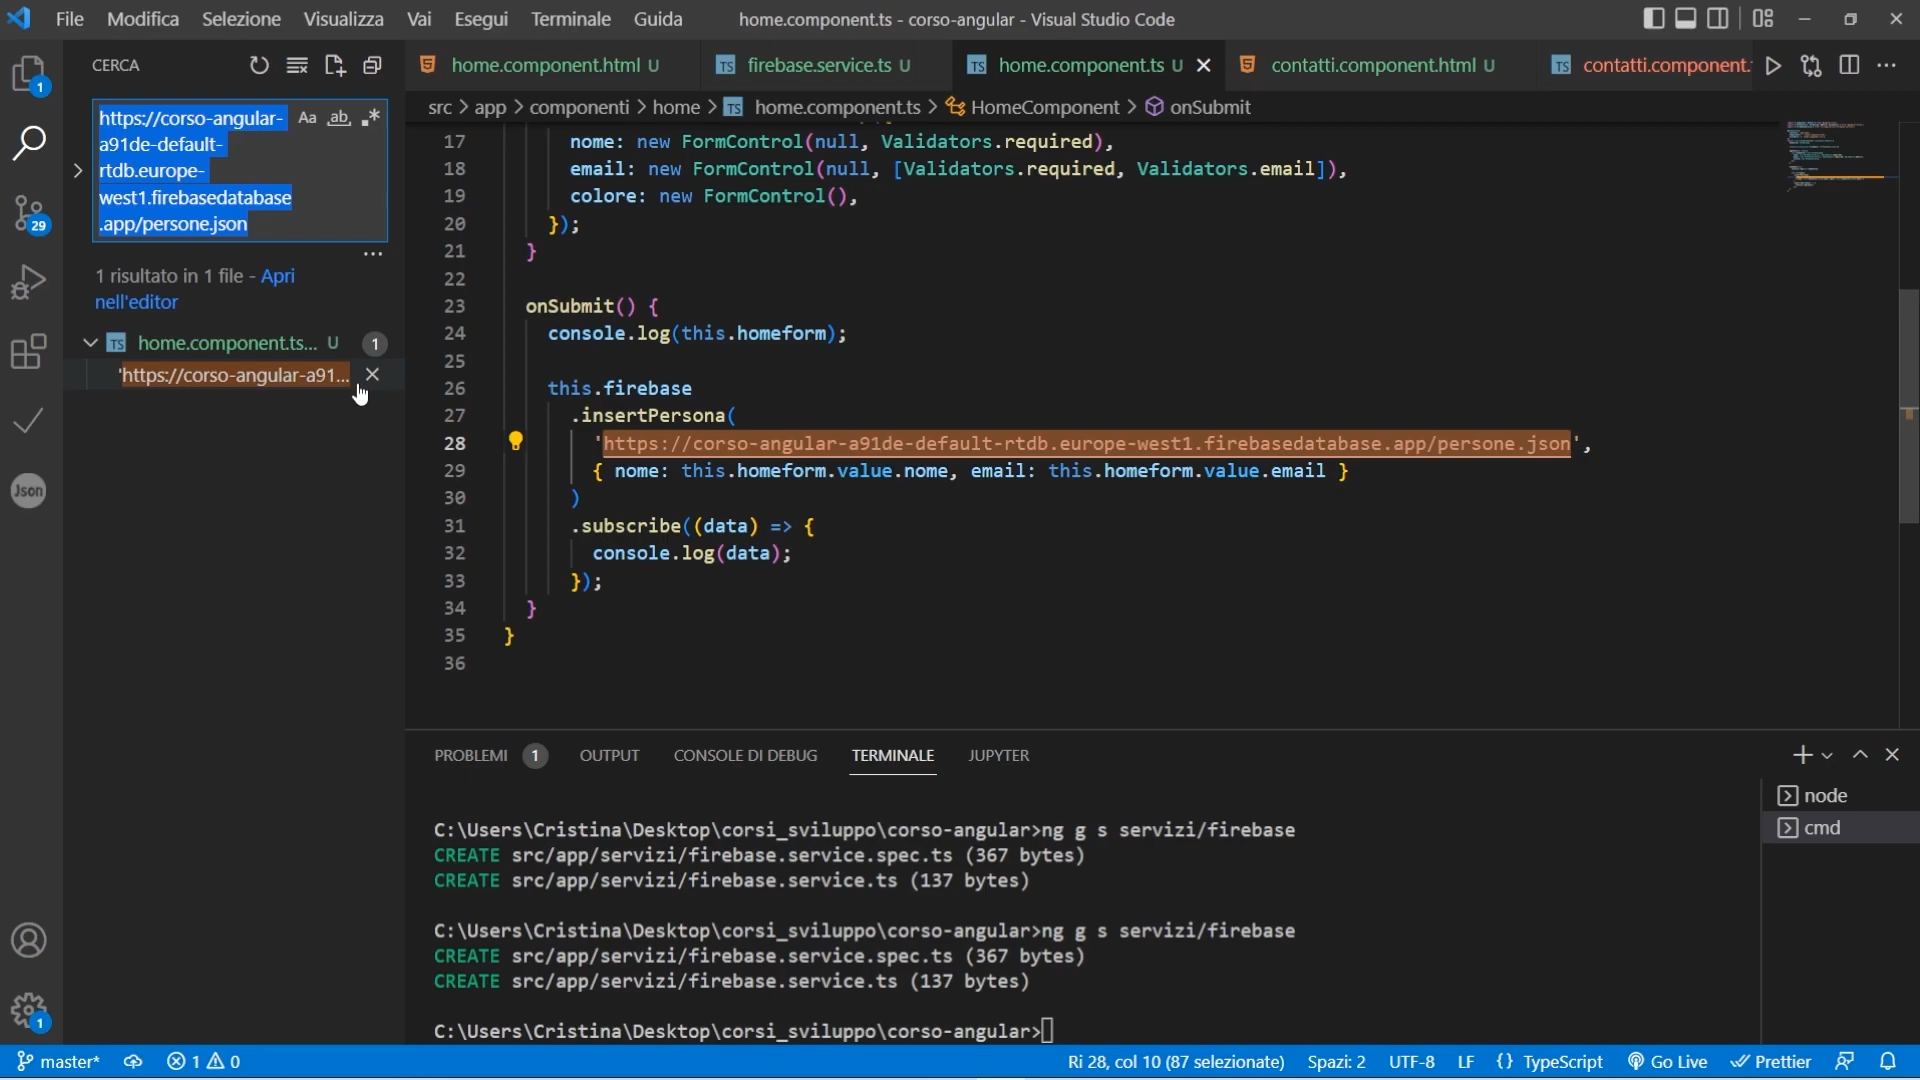 File Modifica Selezione Visualizza Vai Esegui Terminale Guida home.component.ts - corso-angular - Visual Studio Code
CERCA
https://corso-angular-
a91de-default-
rtdb.europe-
west1.firebasedatabase
.app/persone.json
Aa ab .*
...
1 risultato in 1 file - Apri
nell'editor
TS home.component.ts... U 1
'https://corso-angular-a91...
1
29
Json
1
home.component.html U TS firebase.service.ts U TS home.component.ts U contatti.component.html U TS contatti.component.
src > app > componenti > home > TS home.component.ts > HomeComponent > onSubmit
17 nome: new FormControl(null, Validators.required),
18 email: new FormControl(null, [Validators.required, Validators.email]),
19 colore: new FormControl(),
20 });
21 }
22
23 onSubmit() {
24 console.log(this.homeform);
25
26 this.firebase
27 .insertPersona(
28 'https://corso-angular-a91de-default-rtdb.europe-west1.firebasedatabase.app/persone.json',
29 { nome: this.homeform.value.nome, email: this.homeform.value.email }
30 )
31 .subscribe((data) => {
32 console.log(data);
33 });
34 }
35 }
36
PROBLEMI 1 OUTPUT CONSOLE DI DEBUG TERMINALE JUPYTER
node
cmd
C:\Users\Cristina\Desktop\corsi_sviluppo\corso-angular>ng g s servizi/firebase
CREATE src/app/servizi/firebase.service.spec.ts (367 bytes)
CREATE src/app/servizi/firebase.service.ts (137 bytes)
C:\Users\Cristina\Desktop\corsi_sviluppo\corso-angular>ng g s servizi/firebase
CREATE src/app/servizi/firebase.service.spec.ts (367 bytes)
CREATE src/app/servizi/firebase.service.ts (137 bytes)
C:\Users\Cristina\Desktop\corsi_sviluppo\corso-angular>
master* 1 0 Ri 28, col 10 (87 selezionate) Spazi: 2 UTF-8 LF {} TypeScript Go Live Prettier